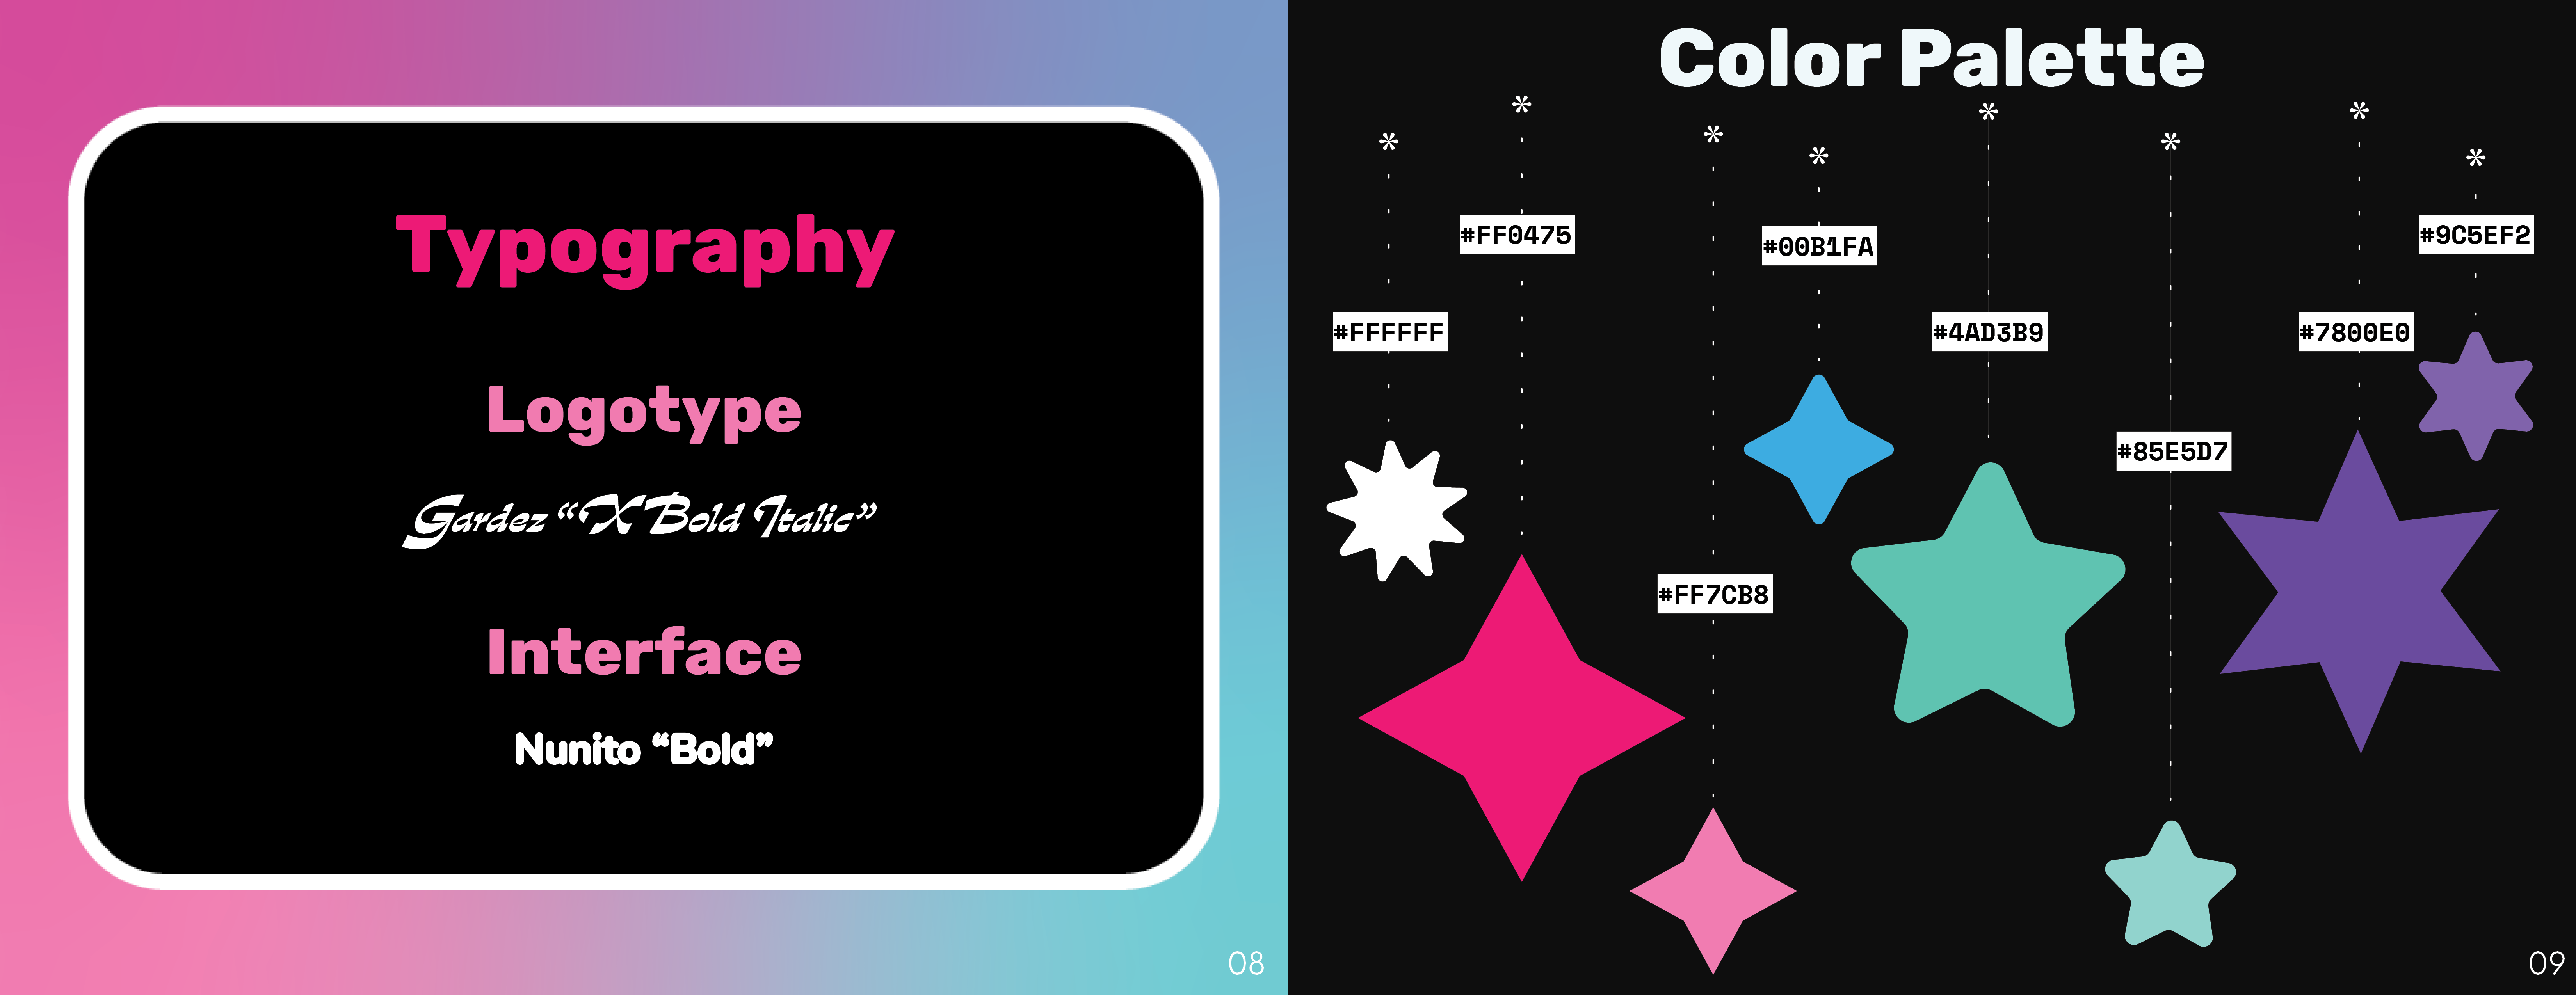 Typography
Logotype
Gardez “X Bold Italic”
Interface
Nunito “Bold”
08
Color Palette
* * * * * * * *
#FF0475
#00B1FA
#9C5EF2
#FFFFFF
#4AD3B9
#7800E0
#85E5D7
#FF7CB8
09